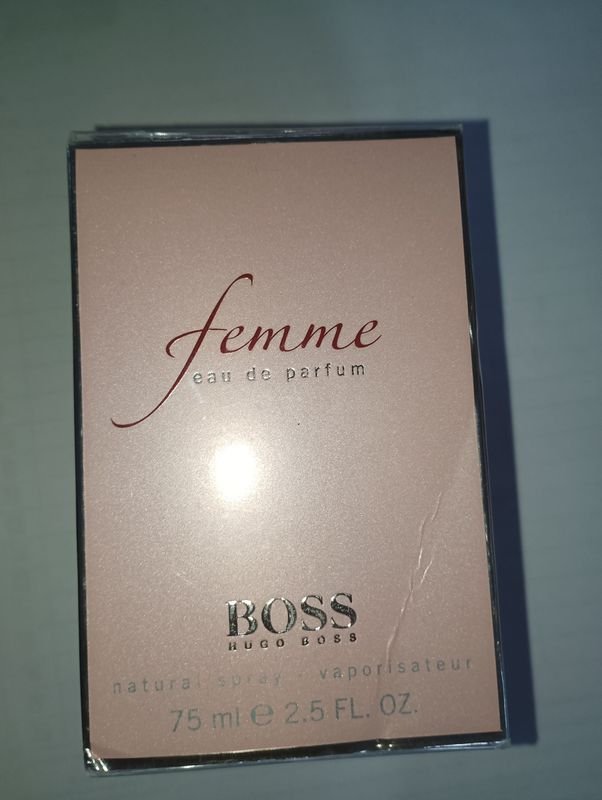 femme
eau de parfum
BOSS
HUGO BOSS
natural spray - vaporisateur
75 ml ℮ 2.5 FL. OZ.